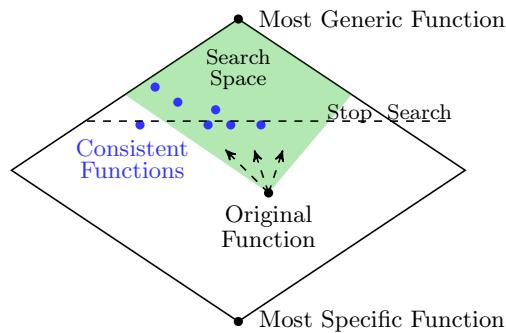 Most Generic Function
Search
Space
Stop Search
Consistent
Functions
Original
Function
Most Specific Function